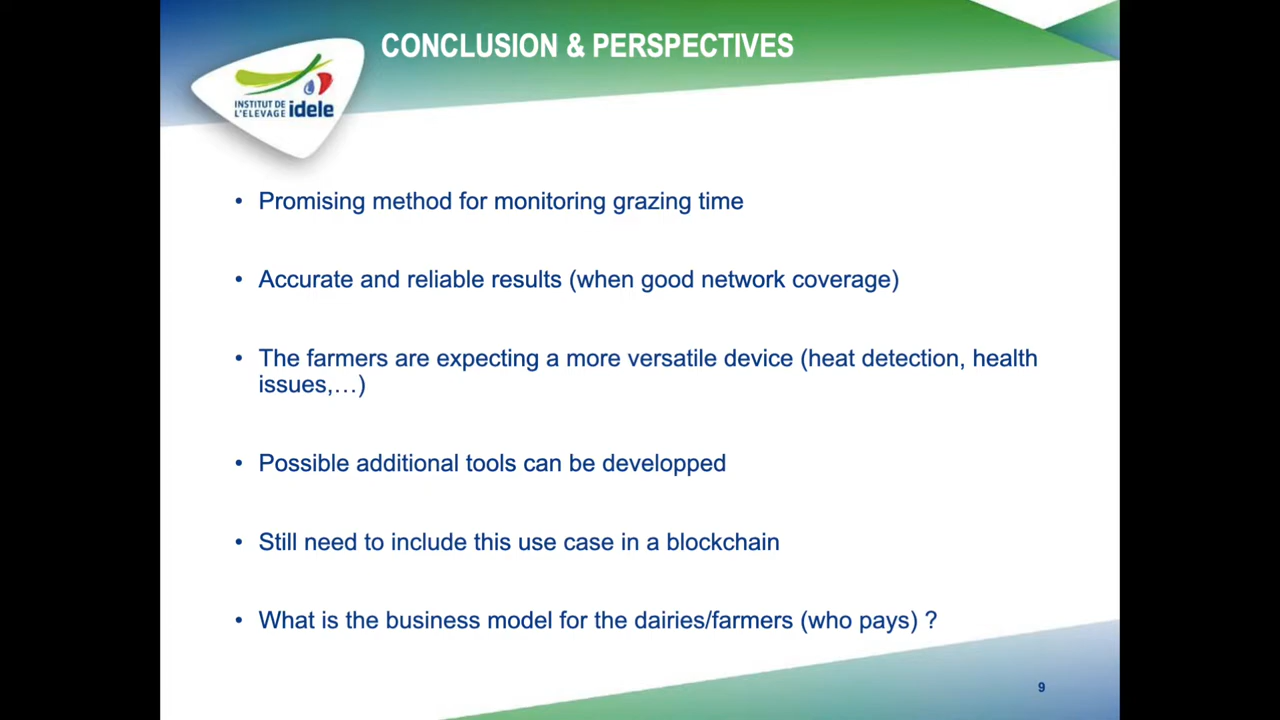 CONCLUSION & PERSPECTIVES
INSTITUT DE
L'ELEVAGE idele
• Promising method for monitoring grazing time
• Accurate and reliable results (when good network coverage)
• The farmers are expecting a more versatile device (heat detection, health
issues,…)
• Possible additional tools can be developped
• Still need to include this use case in a blockchain
• What is the business model for the dairies/farmers (who pays) ?
9